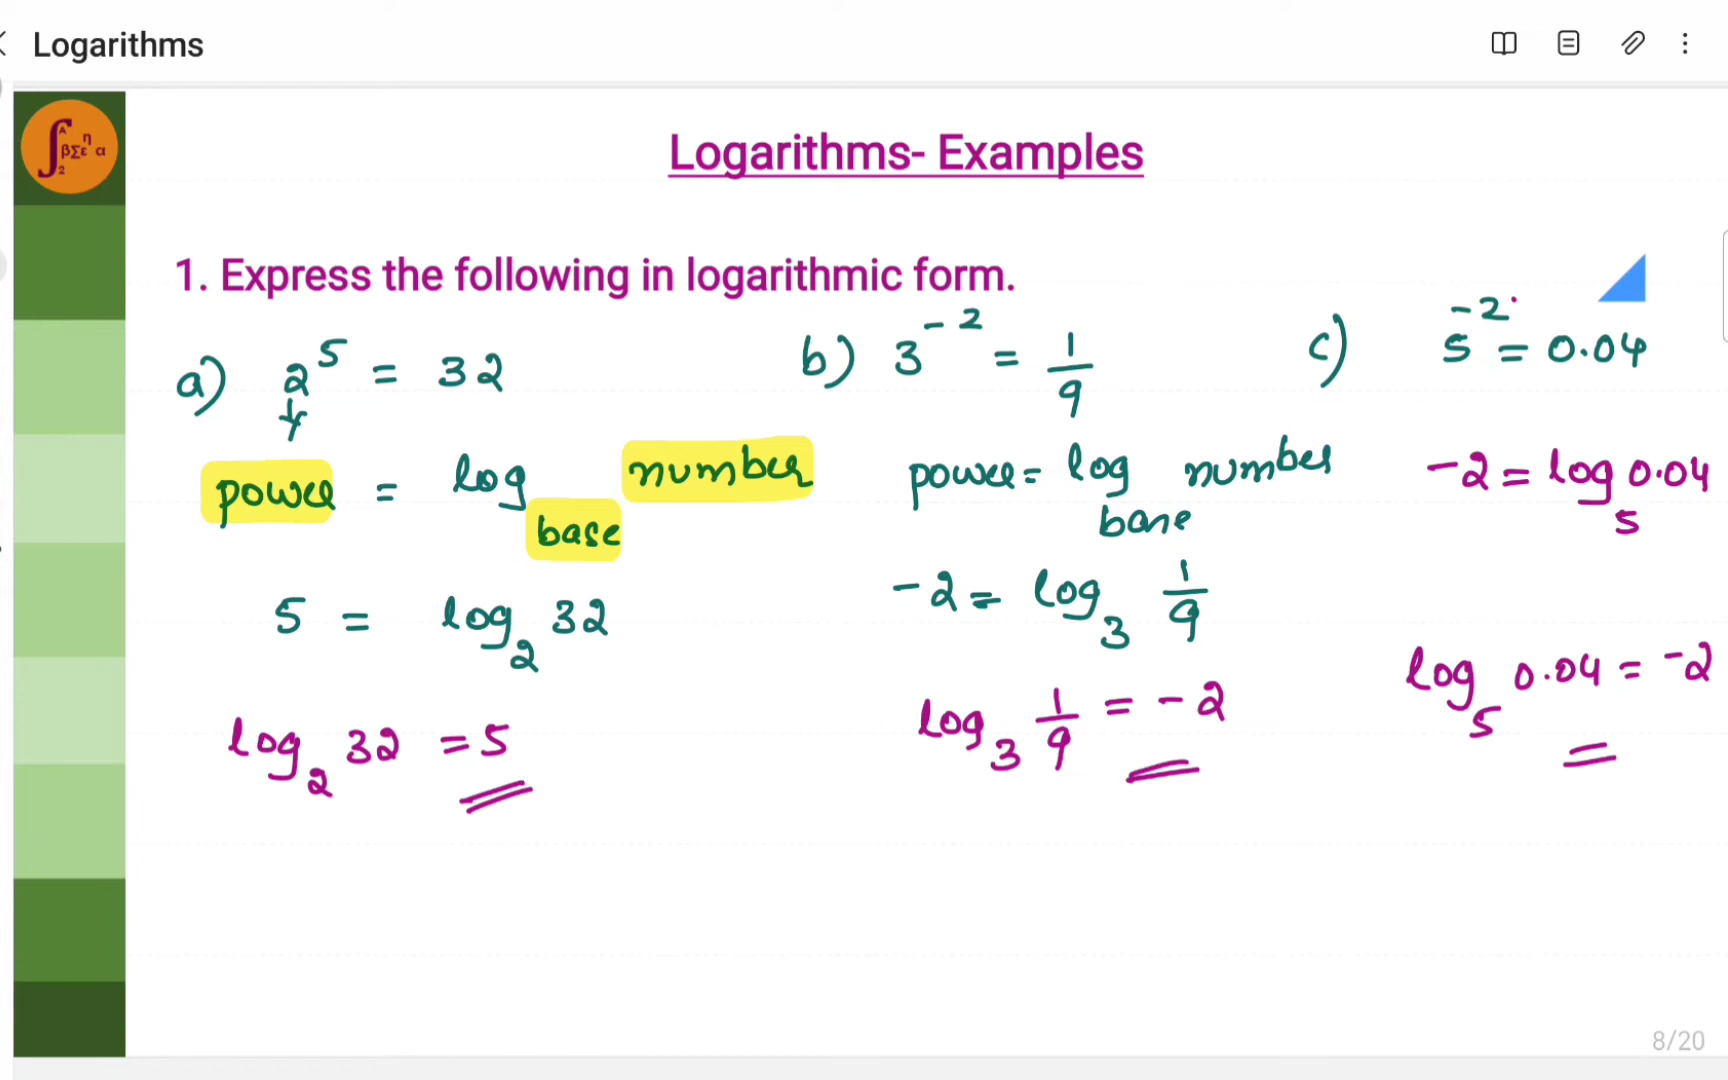 Logarithms
Logarithms- Examples
1. Express the following in logarithmic form.
a) 2^5 = 32
power = log_base number
5 = log_2 32
log_2 32 = 5
b) 3^-2 = 1/9
power = log_base number
-2 = log_3 1/9
log_3 1/9 = -2
c) 5^-2 = 0.04
-2 = log_5 0.04
log_5 0.04 = -2
8/20